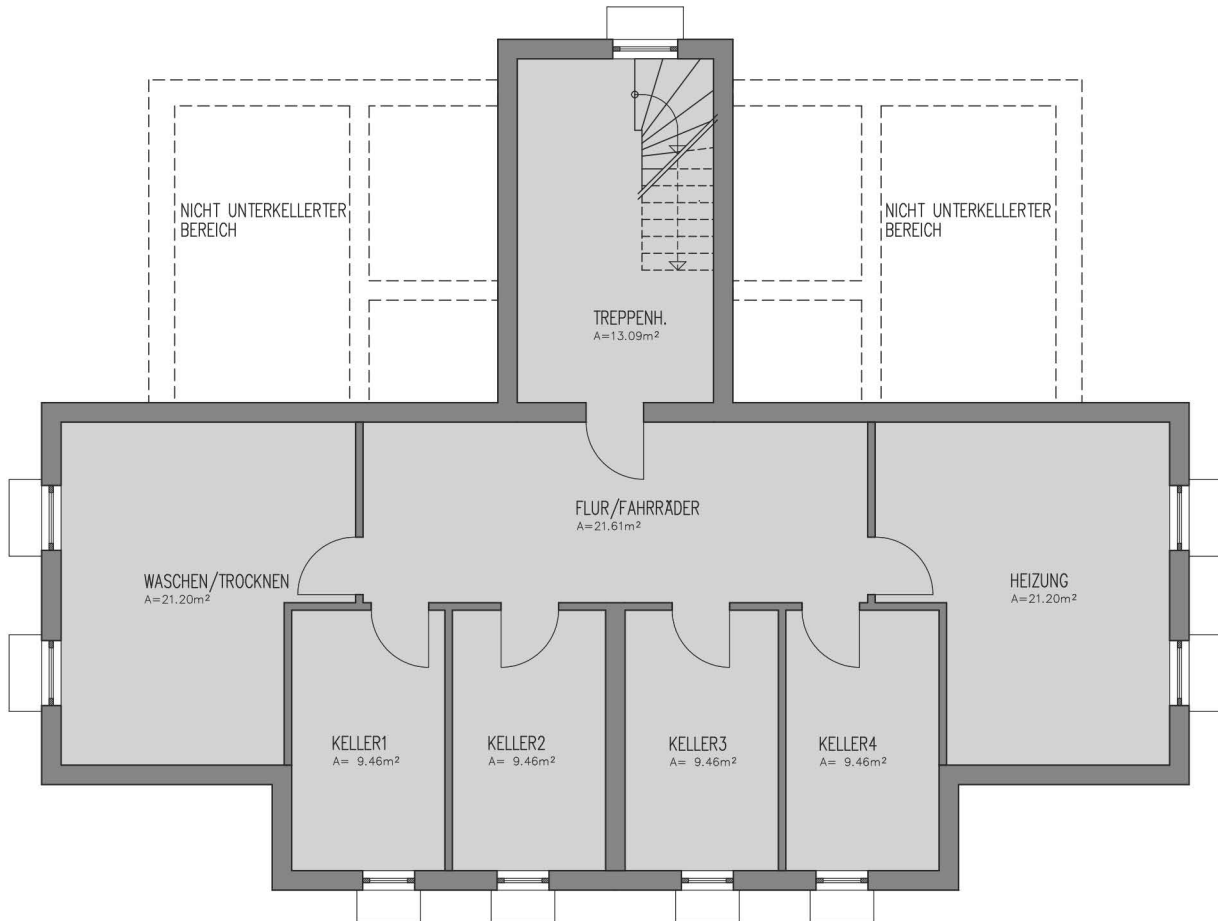 NICHT UNTERKELLERTER
BEREICH
NICHT UNTERKELLERTER
BEREICH
TREPPENH.
A=13.09m²
FLUR/FAHRRÄDER
A=21.61m²
WASCHEN/TROCKNEN
A=21.20m²
HEIZUNG
A=21.20m²
KELLER1
A= 9.46m²
KELLER2
A= 9.46m²
KELLER3
A= 9.46m²
KELLER4
A= 9.46m²